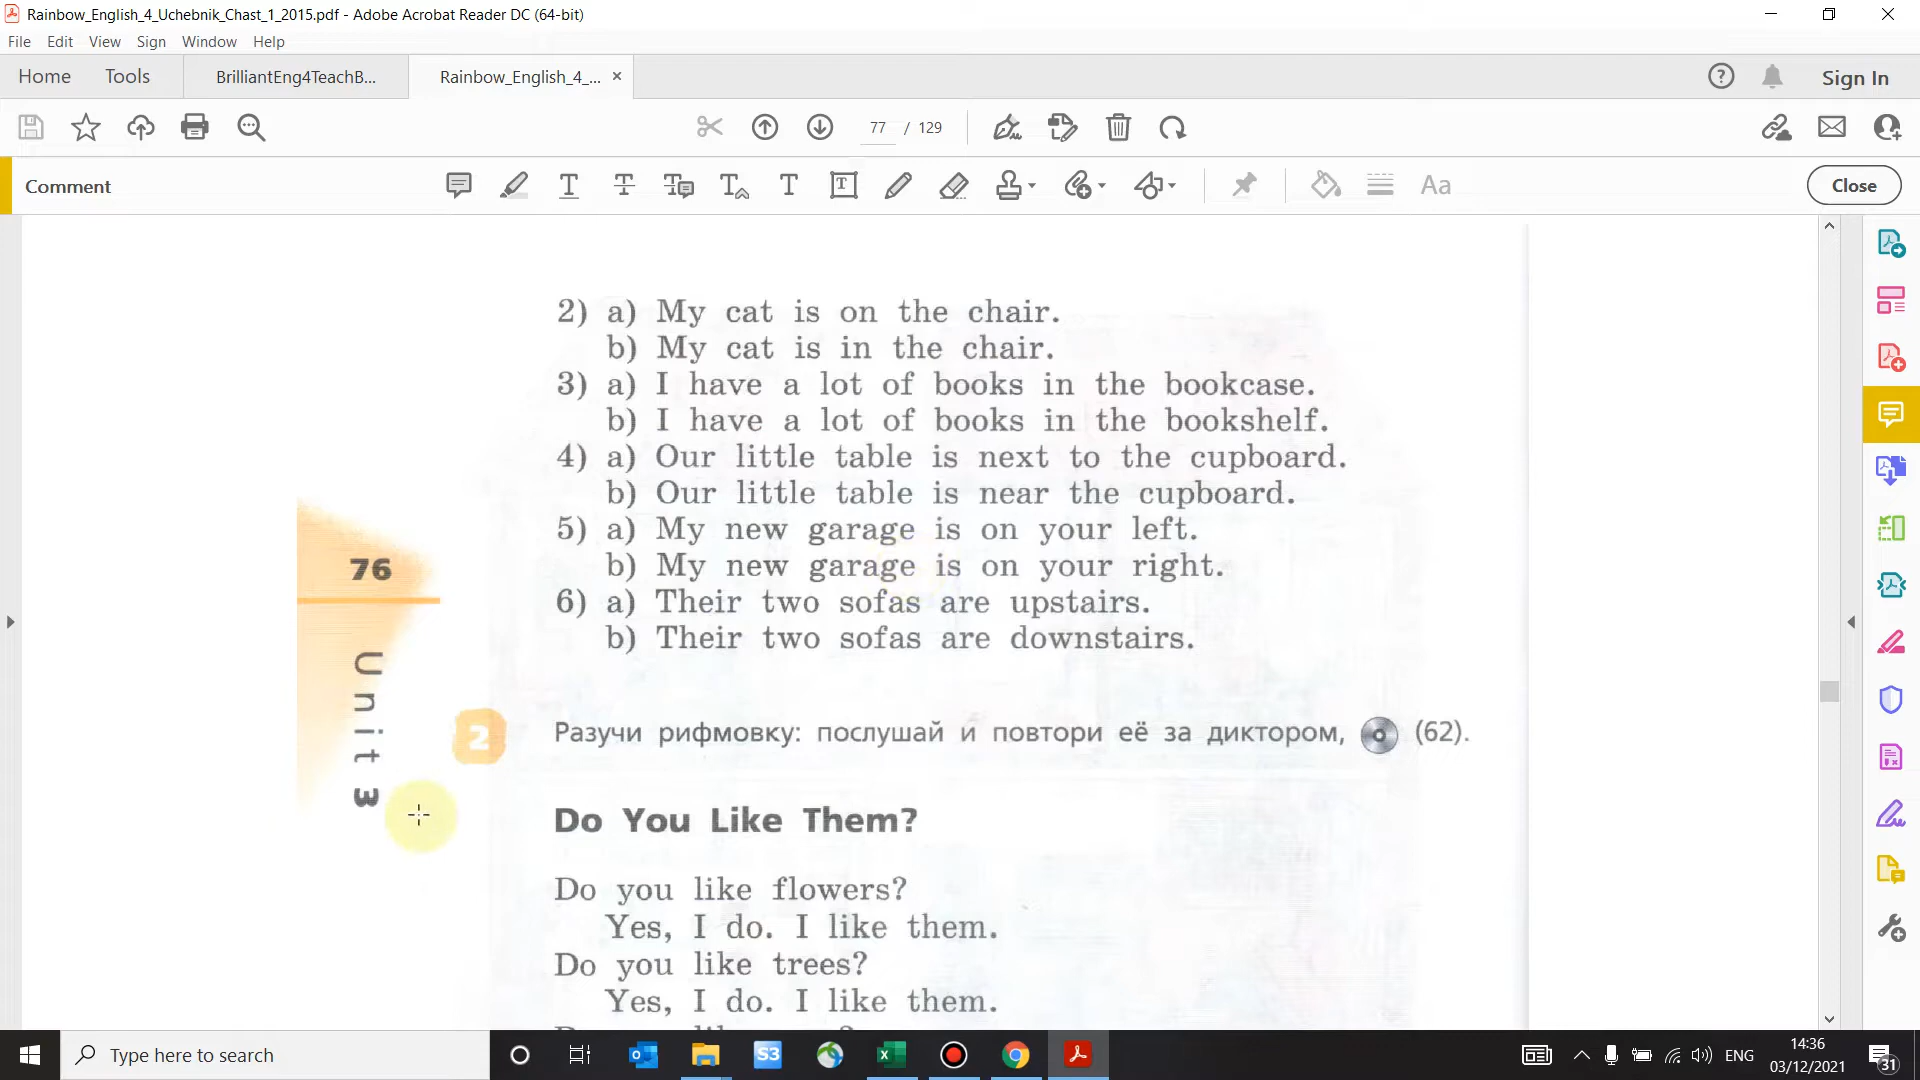 Rainbow_English_4_Uchebnik_Chast_1_2015.pdf - Adobe Acrobat Reader DC (64-bit)
File Edit View Sign Window Help
Home Tools BrilliantEng4TeachB... Rainbow_English_4_... ×
? Sign In
77 / 129
Comment
Close
2) a) My cat is on the chair.
b) My cat is in the chair.
3) a) I have a lot of books in the bookcase.
b) I have a lot of books in the bookshelf.
4) a) Our little table is next to the cupboard.
b) Our little table is near the cupboard.
5) a) My new garage is on your left.
b) My new garage is on your right.
6) a) Their two sofas are upstairs.
b) Their two sofas are downstairs.
76
Unit 3
2 Разучи рифмовку: послушай и повтори её за диктором, (62).
Do You Like Them?
Do you like flowers?
Yes, I do. I like them.
Do you like trees?
Yes, I do. I like them.
Type here to search
S3
ENG
14:36
03/12/2021
31